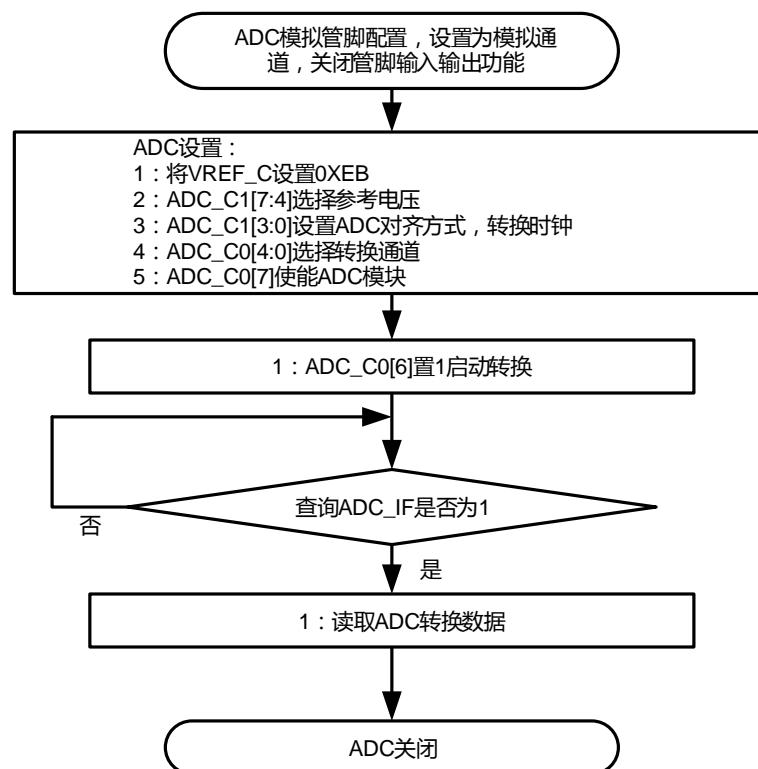 ADC模拟管脚配置，设置为模拟通
道，关闭管脚输入输出功能
ADC设置：
1：将VREF_C设置0XEB
2：ADC_C1[7:4]选择参考电压
3：ADC_C1[3:0]设置ADC对齐方式，转换时钟
4：ADC_C0[4:0]选择转换通道
5：ADC_C0[7]使能ADC模块
1：ADC_C0[6]置1启动转换
查询ADC_IF是否为1
否
是
1：读取ADC转换数据
ADC关闭